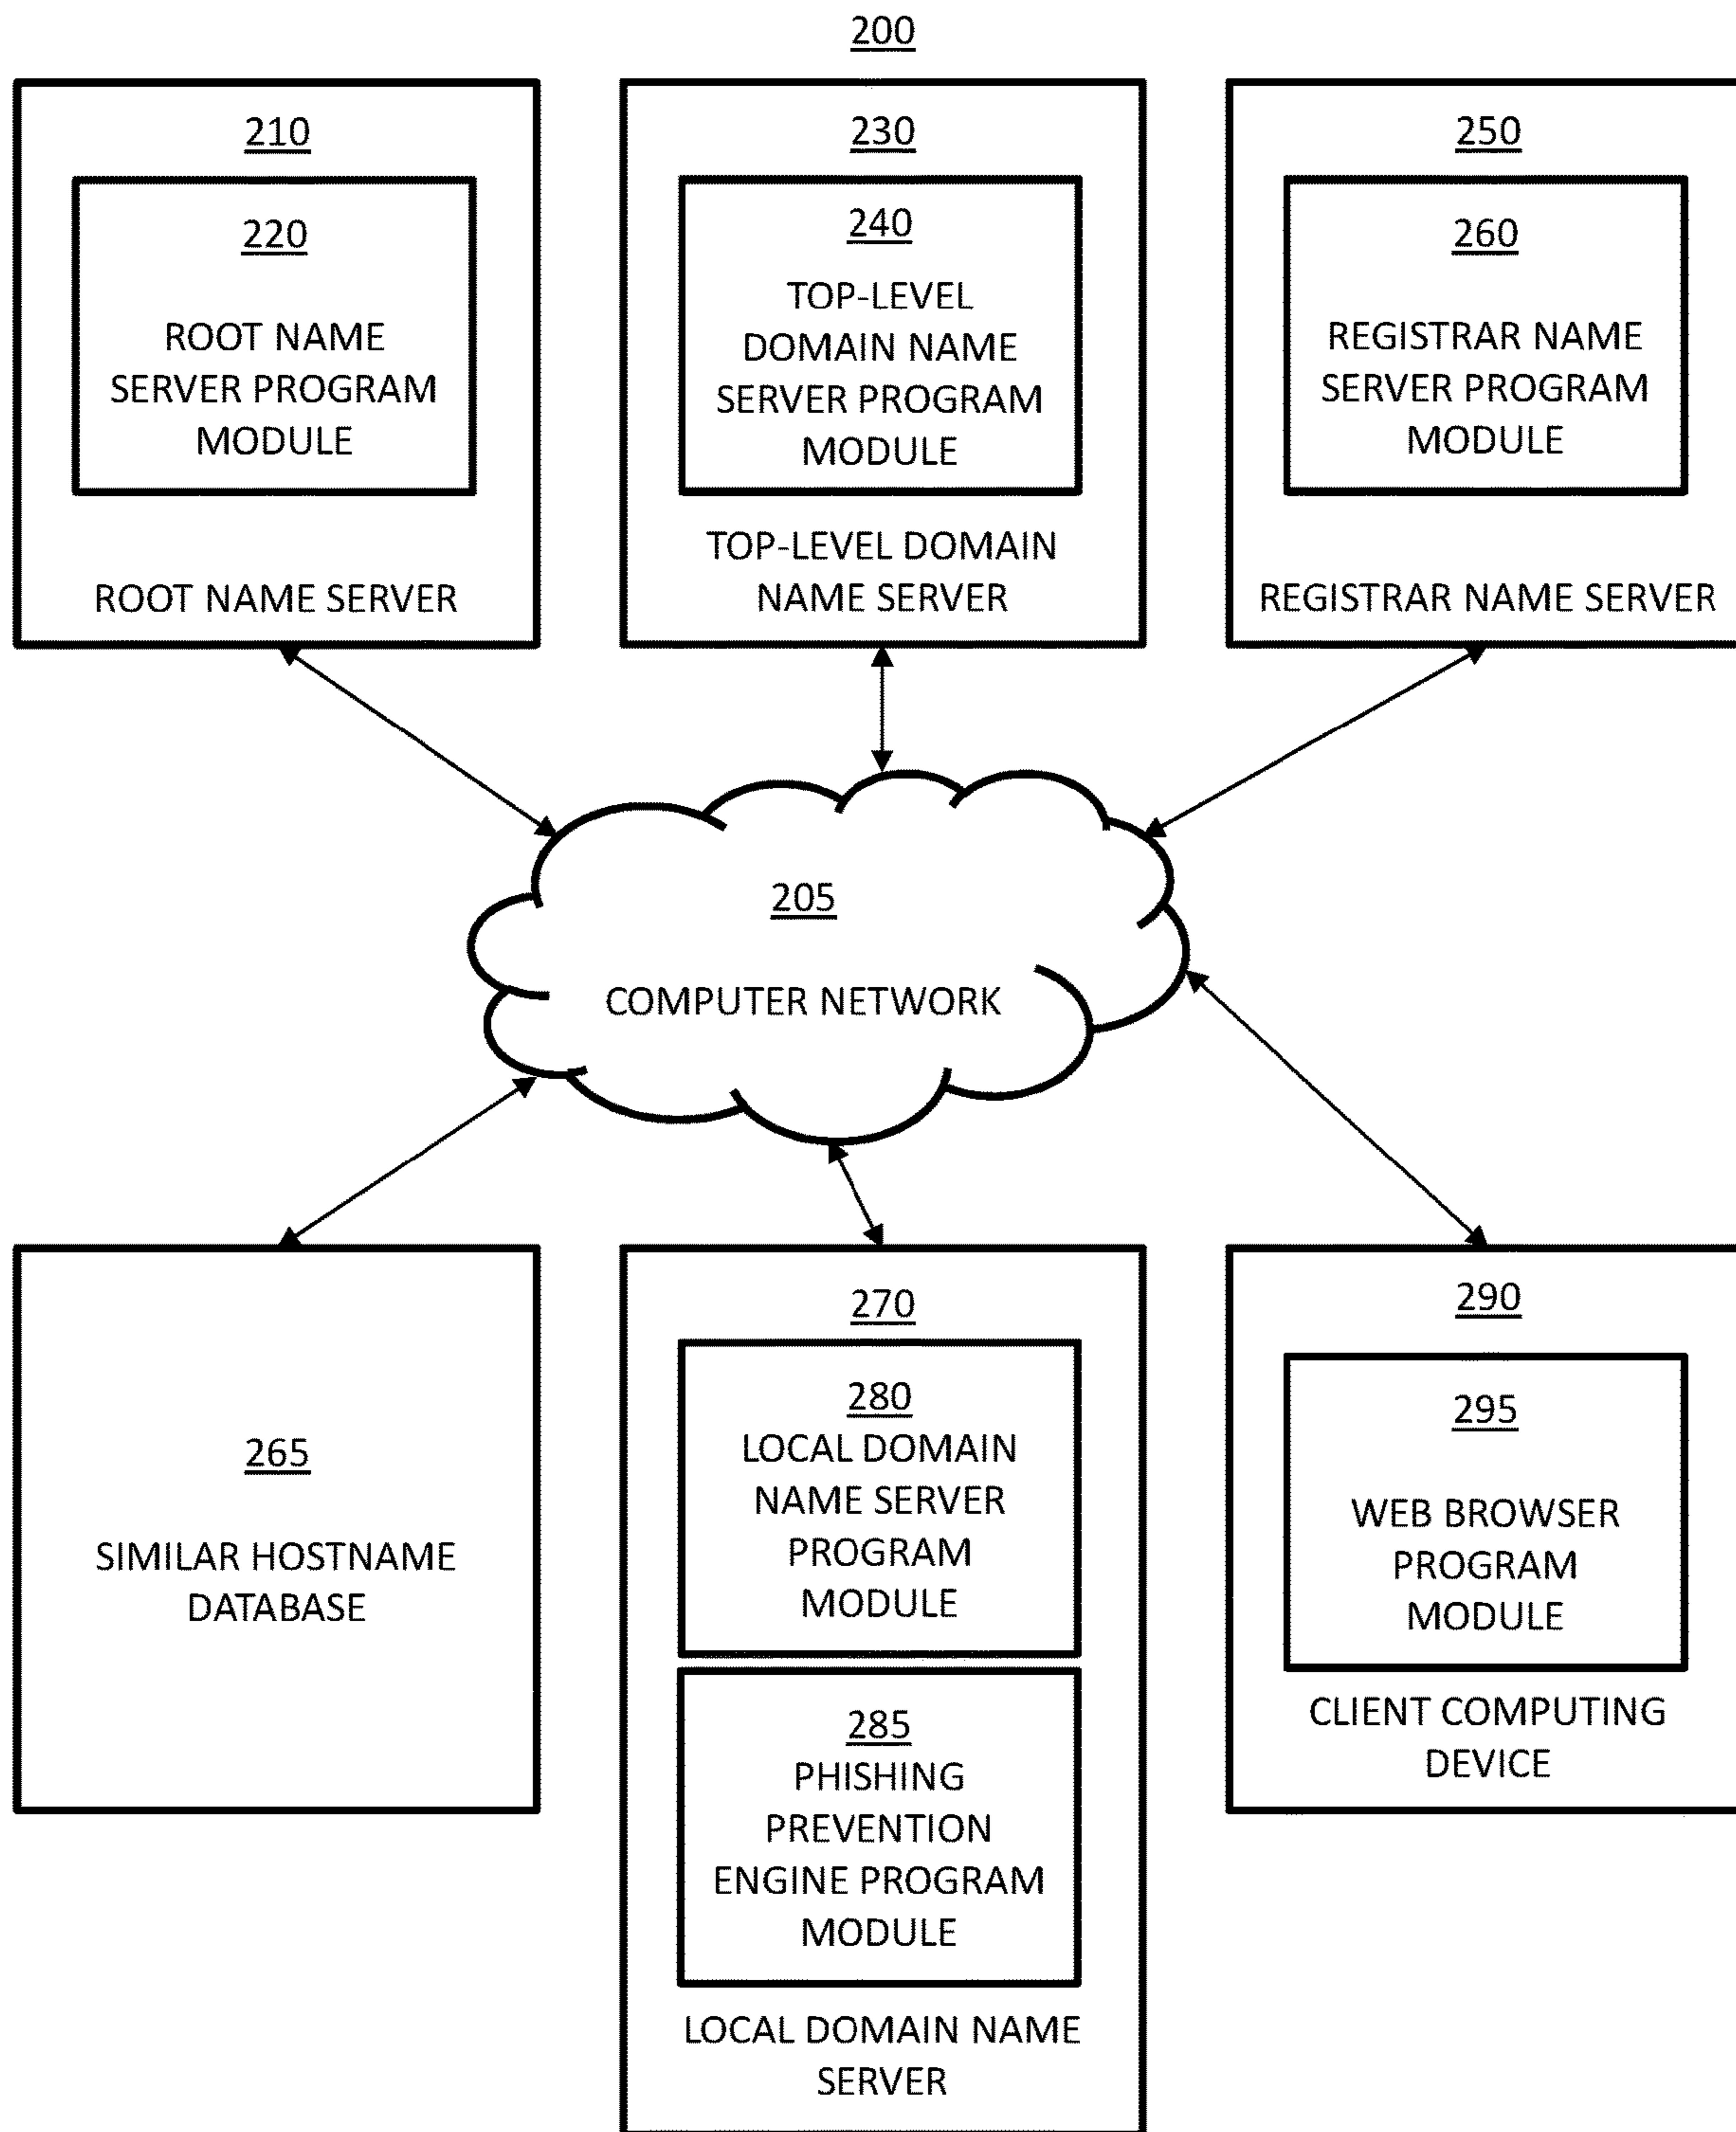 200
210
220
ROOT NAME
SERVER PROGRAM
MODULE
ROOT NAME SERVER
230
240
TOP-LEVEL
DOMAIN NAME
SERVER PROGRAM
MODULE
TOP-LEVEL DOMAIN
NAME SERVER
250
260
REGISTRAR NAME
SERVER PROGRAM
MODULE
REGISTRAR NAME SERVER
205
COMPUTER NETWORK
265
SIMILAR HOSTNAME
DATABASE
270
280
LOCAL DOMAIN
NAME SERVER
PROGRAM
MODULE
285
PHISHING
PREVENTION
ENGINE PROGRAM
MODULE
LOCAL DOMAIN NAME
SERVER
290
295
WEB BROWSER
PROGRAM
MODULE
CLIENT COMPUTING
DEVICE